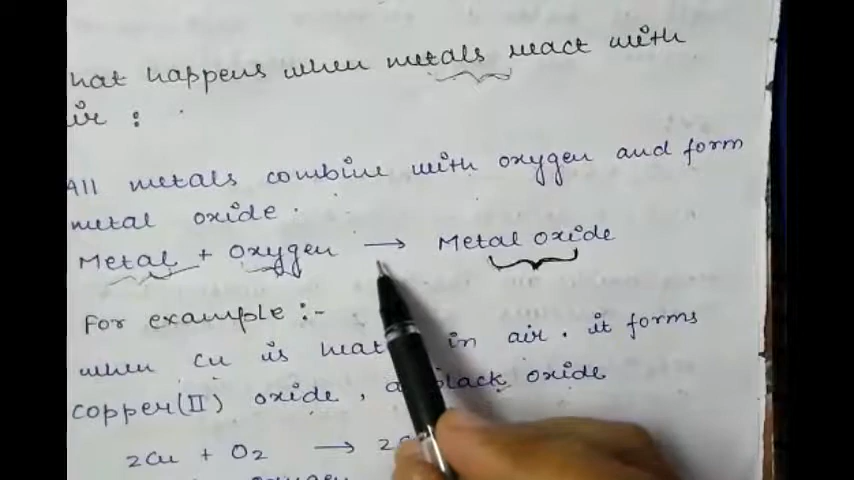 hat happens when metals react with
ir :
All metals combine with oxygen and form
metal oxide.
Metal + Oxygen → Metal oxide
For example :-
when cu is heat in air. it forms
copper(II) oxide, a black oxide
2Cu + O2 → 2